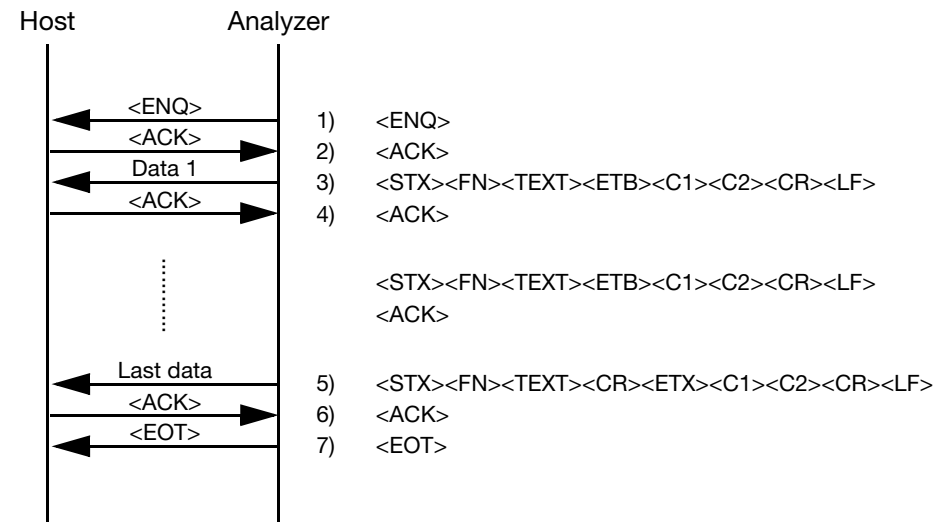 Host Analyzer
<ENQ> 1) <ENQ>
<ACK> 2) <ACK>
Data 1 3) <STX><FN><TEXT><ETB><C1><C2><CR><LF>
<ACK> 4) <ACK>
<STX><FN><TEXT><ETB><C1><C2><CR><LF>
<ACK>
Last data 5) <STX><FN><TEXT><CR><ETX><C1><C2><CR><LF>
<ACK> 6) <ACK>
<EOT> 7) <EOT>